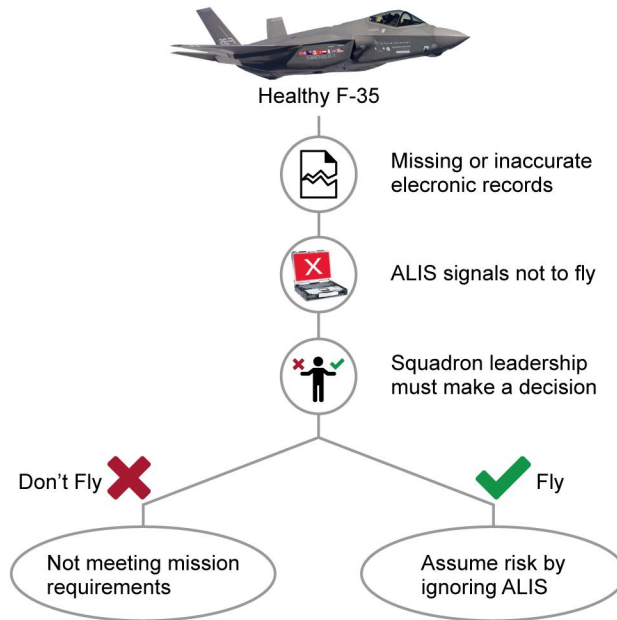 Healthy F-35
Missing or inaccurate
elecronic records
X
ALIS signals not to fly
Squadron leadership
must make a decision
Don’t Fly
Fly
Not meeting mission
requirements
Assume risk by
ignoring ALIS